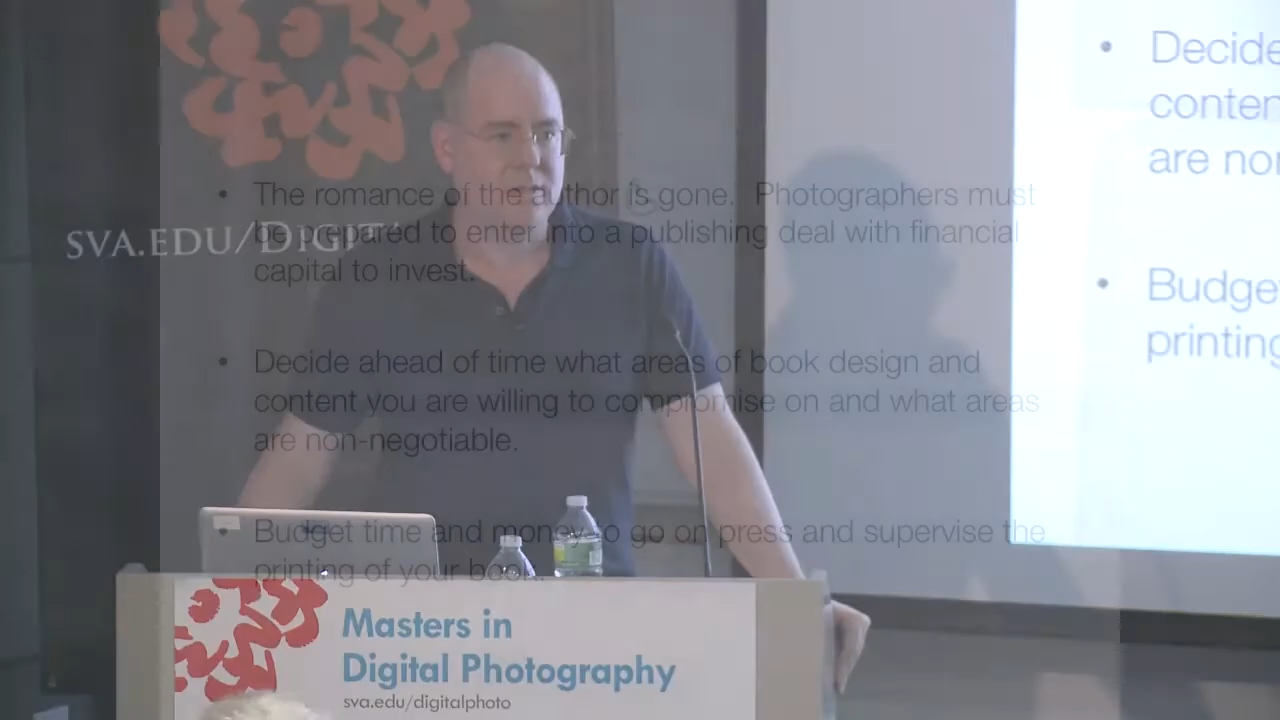 • The romance of the author is gone. Photographers must
be prepared to enter into a publishing deal with financial
capital to invest.
• Decide ahead of time what areas of book design and
content you are willing to compromise on and what areas
are non-negotiable.
• Budget time and money to go on press and supervise the
printing of your book.
SVA.EDU/DIGIT
• Decide
conten
are no
• Budge
printing
Masters in
Digital Photography
sva.edu/digitalphoto